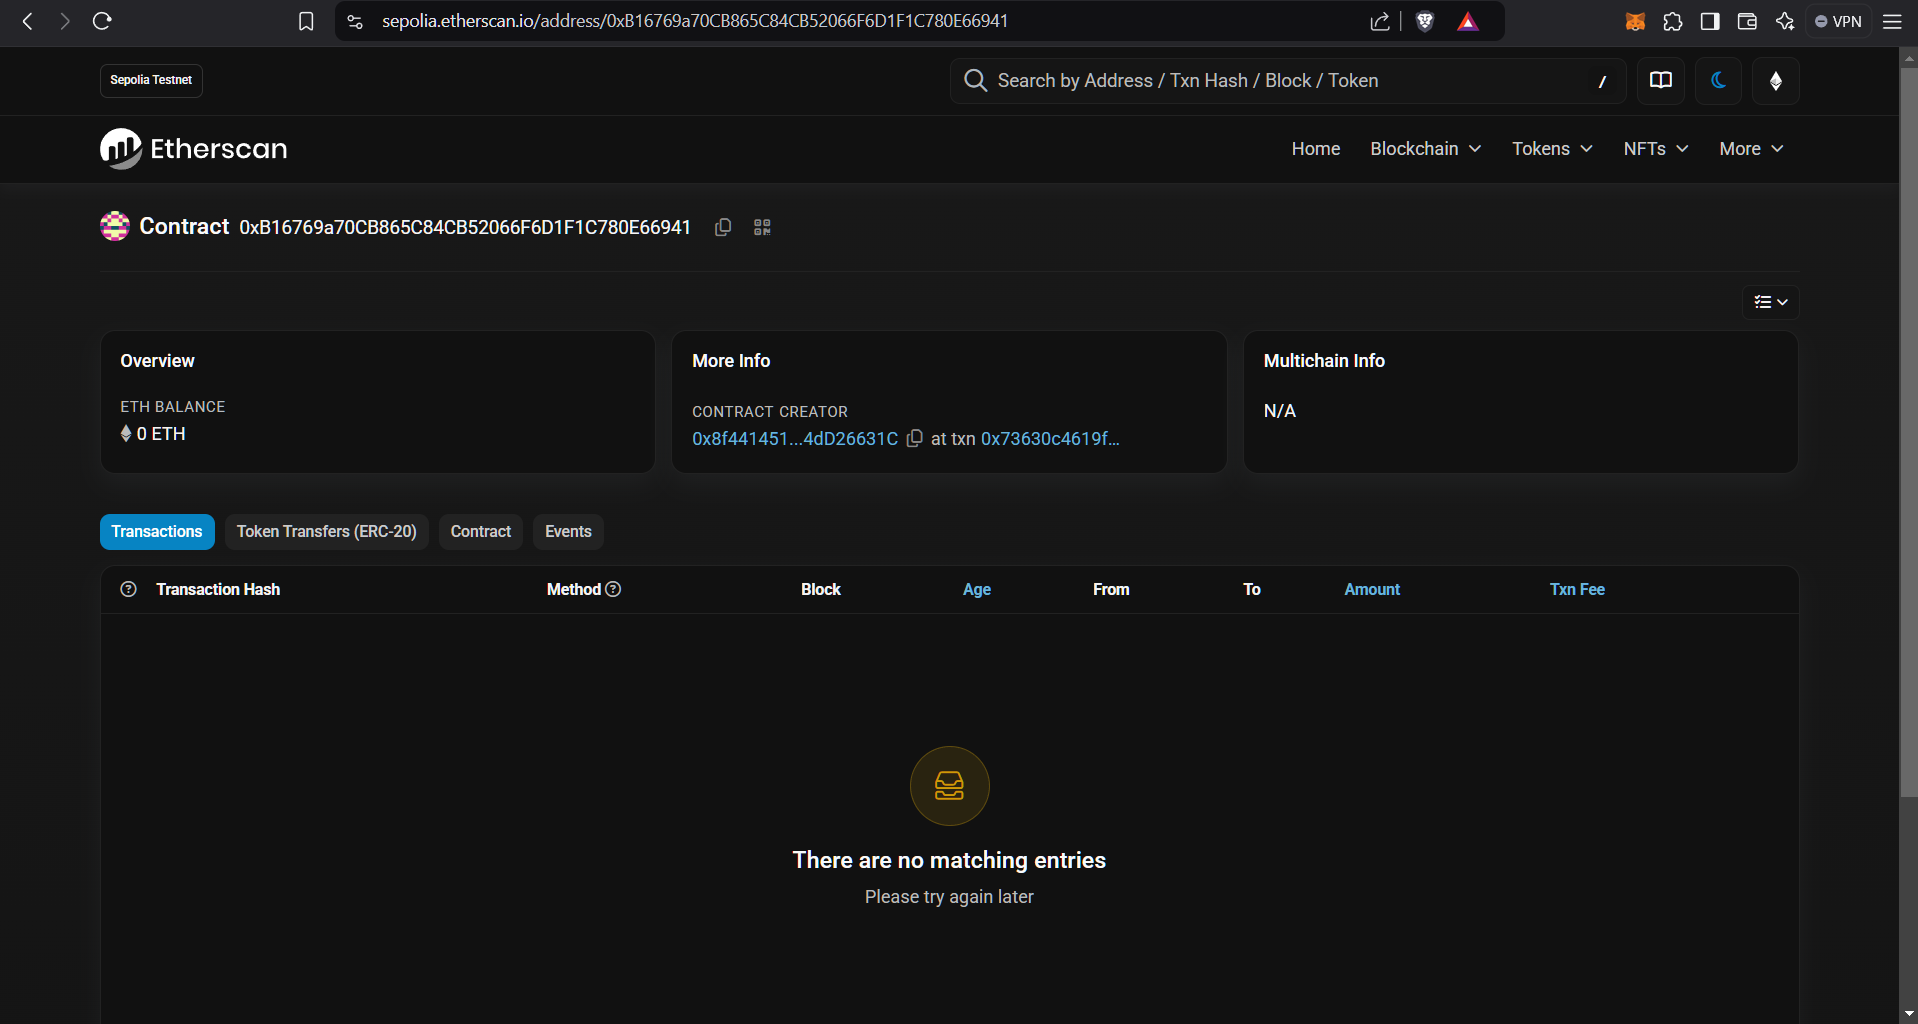 sepolia.etherscan.io/address/0xB16769a70CB865C84CB52066F6D1F1C780E66941
VPN
Sepolia Testnet
Search by Address / Txn Hash / Block / Token
/
Etherscan
Home Blockchain Tokens NFTs More
Contract 0xB16769a70CB865C84CB52066F6D1F1C780E66941
Overview
ETH BALANCE
0 ETH
More Info
CONTRACT CREATOR
0x8f441451...4dD26631C at txn 0x73630c4619f...
Multichain Info
N/A
Transactions Token Transfers (ERC-20) Contract Events
Transaction Hash Method Block Age From To Amount Txn Fee
There are no matching entries
Please try again later